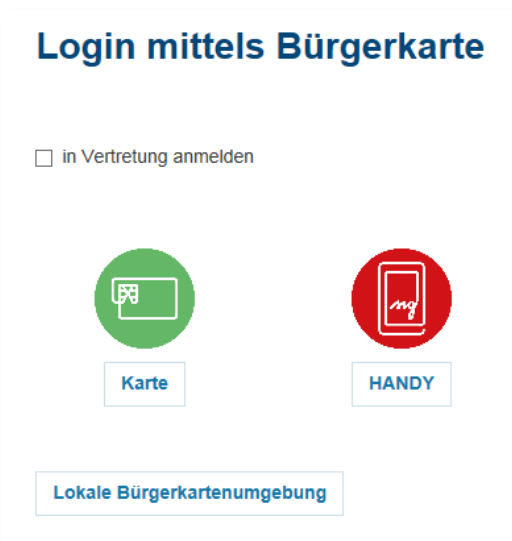 Login mittels Bürgerkarte
in Vertretung anmelden
Karte
HANDY
Lokale Bürgerkartenumgebung